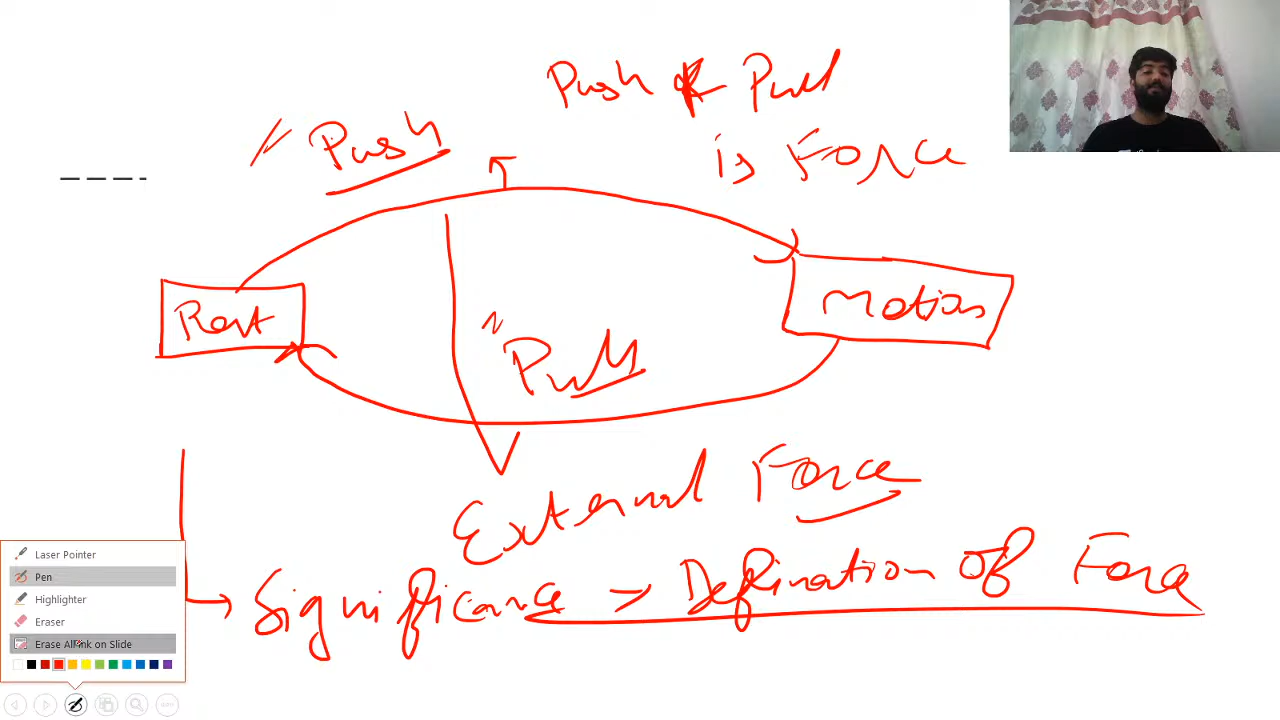 Push & Pull
is Force
Push
Rest
Motion
Pull
External Force
Significance -> Defination of Force
Laser Pointer
Pen
Highlighter
Eraser
Erase All Ink on Slide